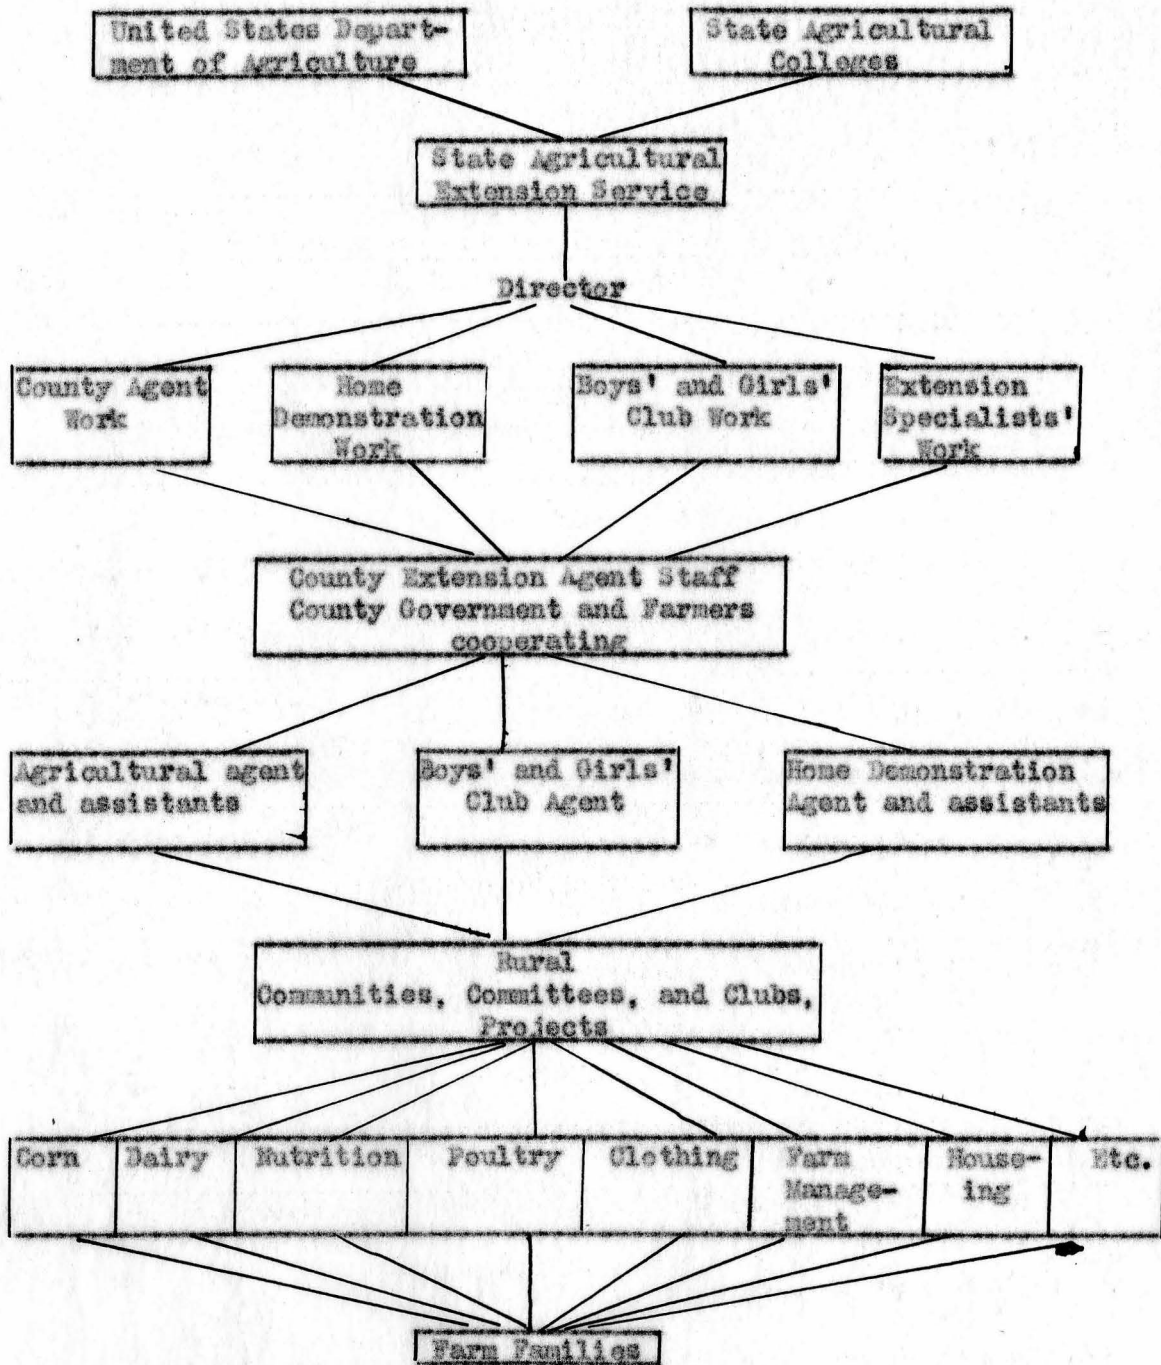 United States Depart-
ment of Agriculture
State Agricultural
Colleges
State Agricultural
Extension Service
Director
County Agent
Work
Home
Demonstration
Work
Boys' and Girls'
Club Work
Extension
Specialists'
Work
County Extension Agent Staff
County Government and Farmers
cooperating
Agricultural agent
and assistants
Boys' and Girls'
Club Agent
Home Demonstration
Agent and assistants
Rural
Communities, Committees, and Clubs,
Projects
Corn
Dairy
Nutrition
Poultry
Clothing
Farm
Manage-
ment
House-
ing
Etc.
Farm Families